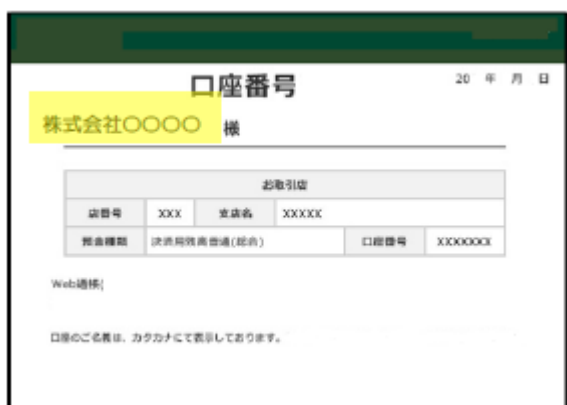 口座番号
20 年 月 日
株式会社〇〇〇〇 様
お取引店
店番号 XXX 支店名 XXXXX
預金種類 決済用普通(総合) 口座番号 XXXXXXX
Web通帳(
口座のご名義は、カタカナにて表示しております。